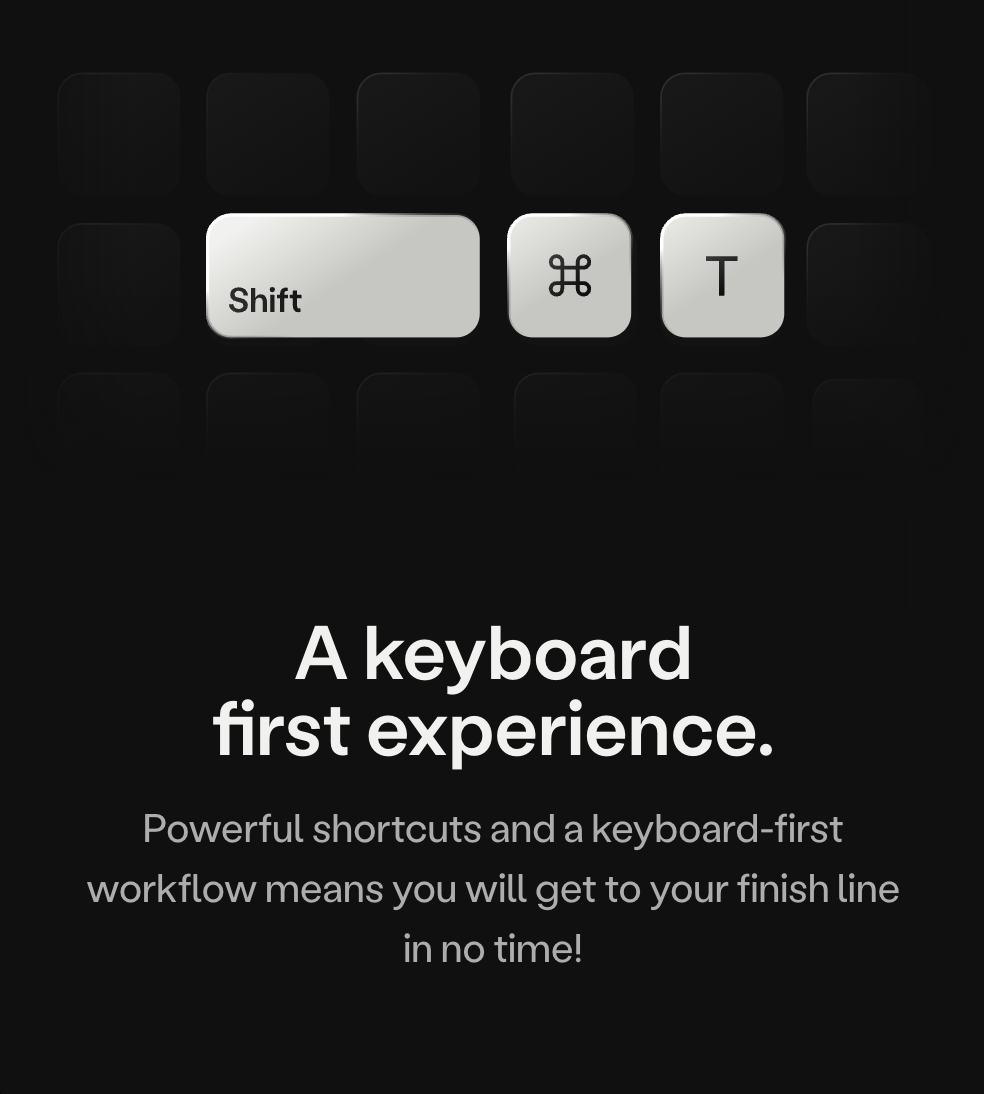 Shift
⌘
T
A keyboard
first experience.
Powerful shortcuts and a keyboard-first
workflow means you will get to your finish line
in no time!